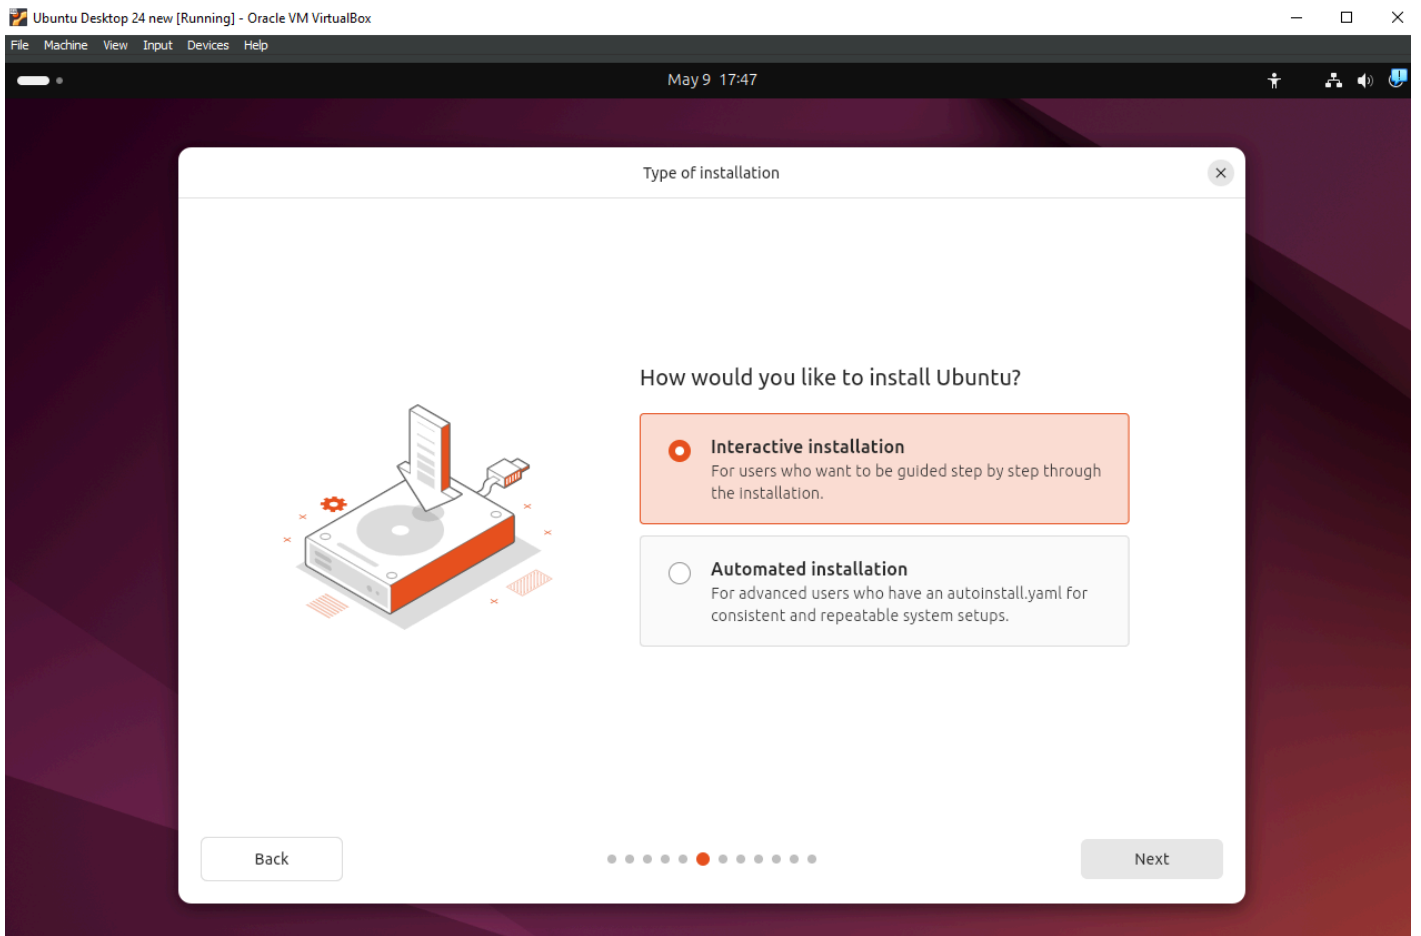 Ubuntu Desktop 24 new [Running] - Oracle VM VirtualBox
File Machine View Input Devices Help
May 9 17:47
Type of installation
How would you like to install Ubuntu?
Interactive installation
For users who want to be guided step by step through
the installation.
Automated installation
For advanced users who have an autoinstall.yaml for
consistent and repeatable system setups.
Back
Next